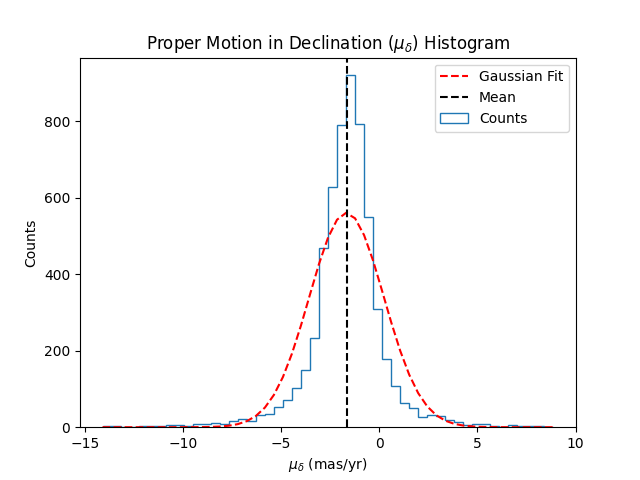 Proper Motion in Declination (μδ) Histogram
Gaussian Fit
Mean
Counts
Counts
800
600
400
200
0
−15
−10
−5
0
5
10
μδ (mas/yr)